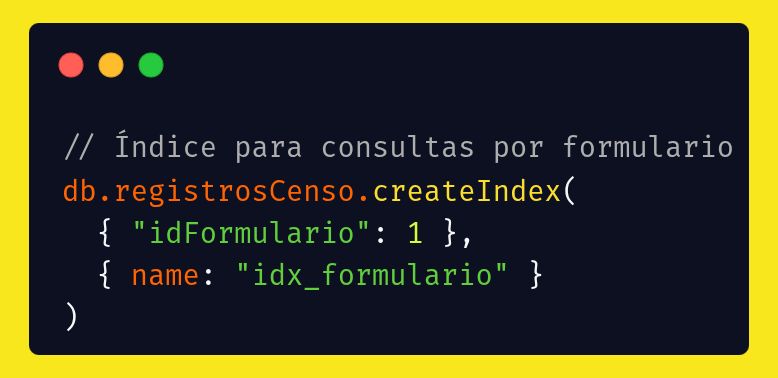 // Índice para consultas por formulario
db.registrosCenso.createIndex(
  { "idFormulario": 1 },
  { name: "idx_formulario" }
)